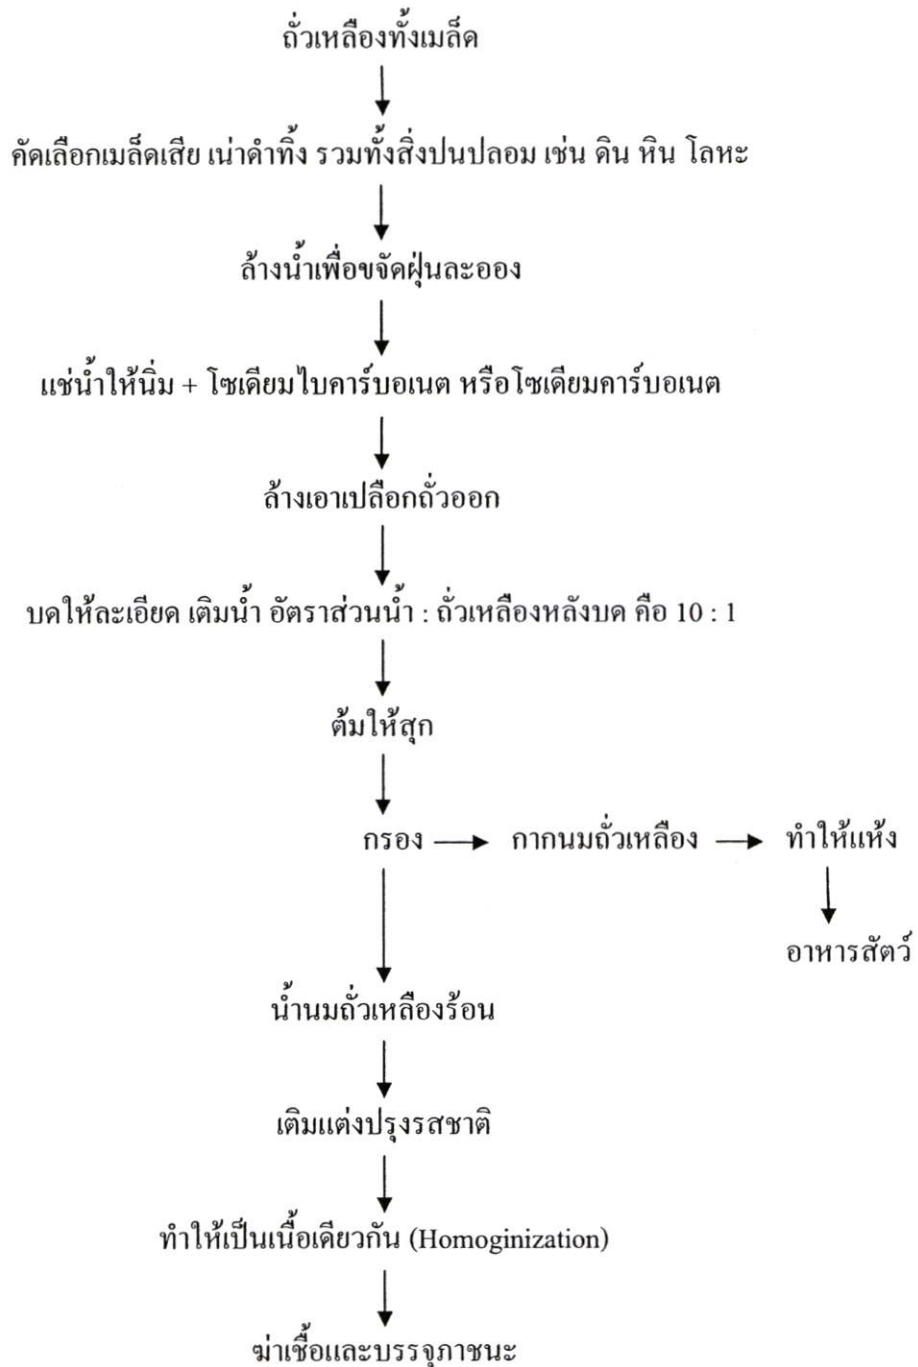 ถั่วเหลืองทั้งเมล็ด
คัดเลือกเมล็ดเสีย เน่าดำทิ้ง รวมทั้งสิ่งปนปลอม เช่น ดิน หิน โลหะ
ล้างน้ำเพื่อขจัดฝุ่นละออง
แช่น้ำให้นิ่ม + โซเดียมไบคาร์บอเนต หรือโซเดียมคาร์บอเนต
ล้างเอาเปลือกถั่วออก
บดให้ละเอียด เติมน้ำ อัตราส่วนน้ำ : ถั่วเหลืองหลังบด คือ 10 : 1
ต้มให้สุก
กรอง กากนมถั่วเหลือง ทำให้แห้ง
อาหารสัตว์
น้ำนมถั่วเหลืองร้อน
เติมแต่งปรุงรสชาติ
ทำให้เป็นเนื้อเดียวกัน (Homoginization)
ฆ่าเชื้อและบรรจุภาชนะ